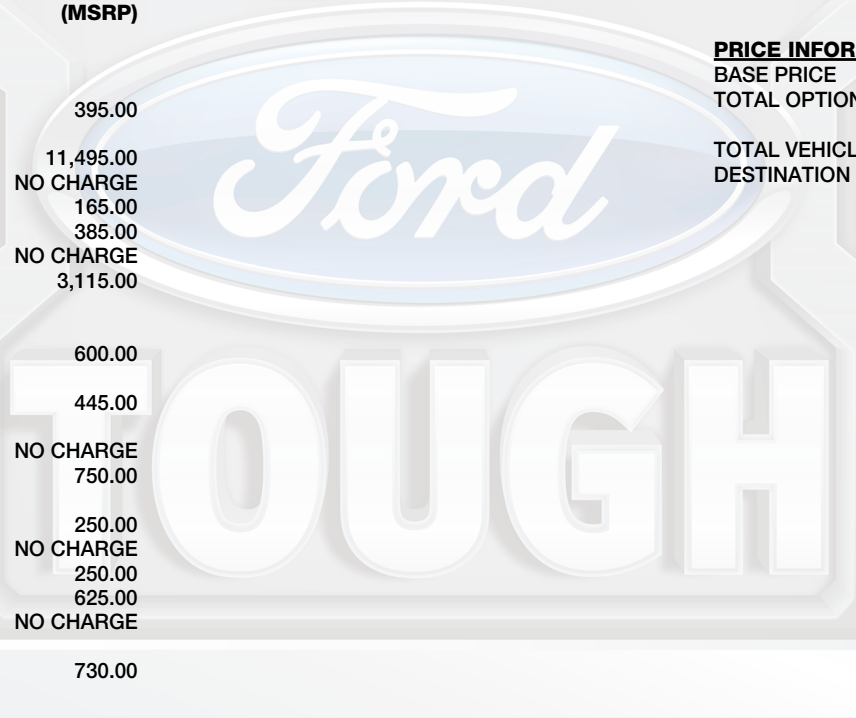 (MSRP)
395.00
11,495.00
NO CHARGE
165.00
385.00
NO CHARGE
3,115.00
600.00
445.00
NO CHARGE
750.00
250.00
NO CHARGE
250.00
625.00
NO CHARGE
730.00
PRICE INFOR
BASE PRICE
TOTAL OPTION
TOTAL VEHICL
DESTINATION
Ford
TOUGH